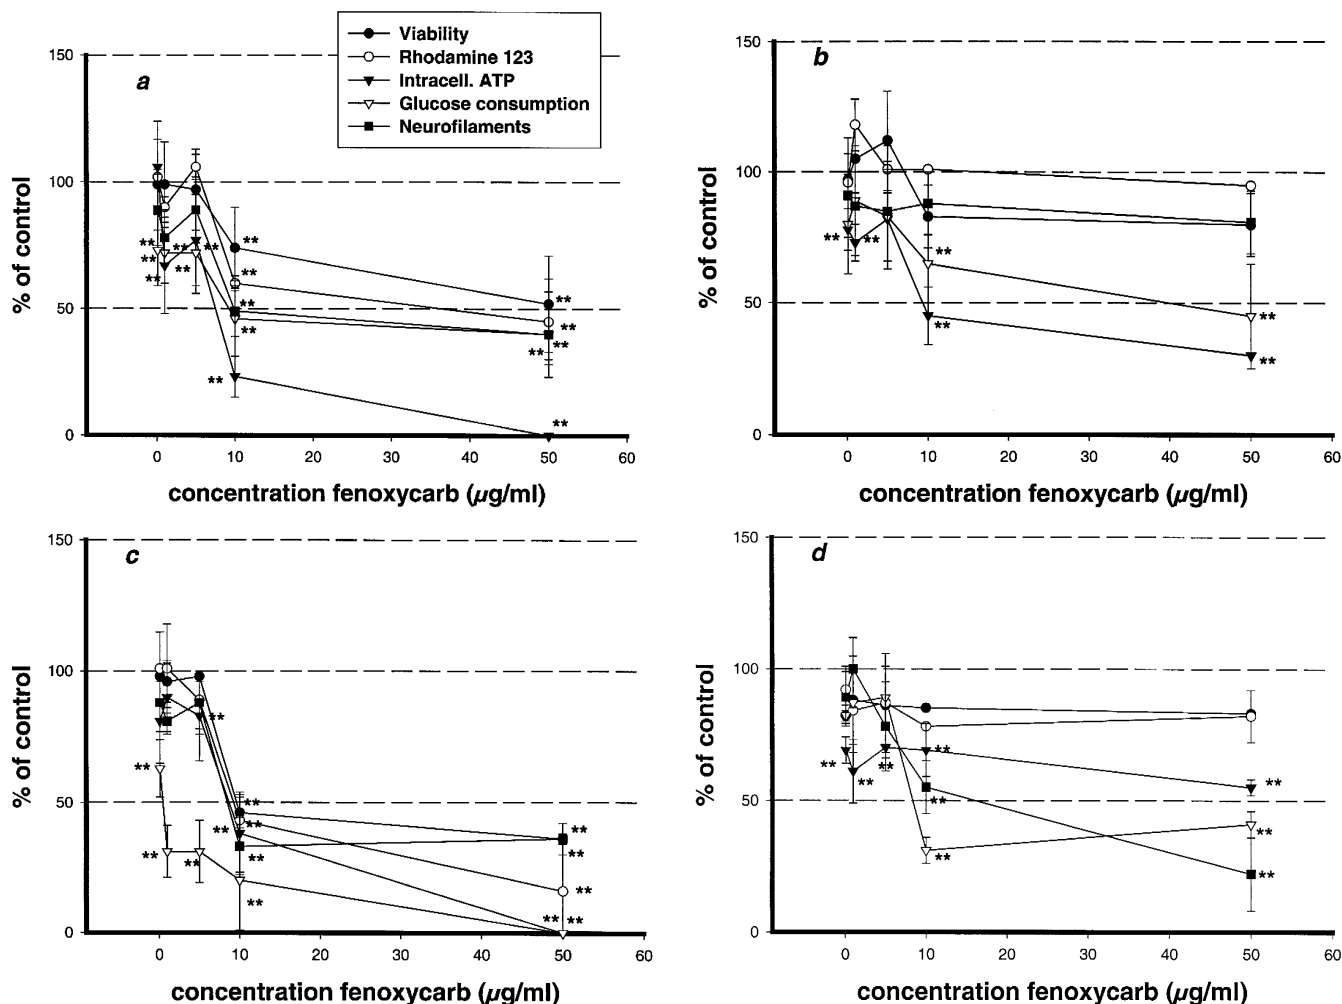 Viability
Rhodamine 123
Intracell. ATP
Glucose consumption
Neurofilaments
a
150
100
50
0
% of control
** ** ** ** ** ** **
** ** ** ** **
** ** ** **
0 10 20 30 40 50 60
concentration fenoxycarb (µg/ml)
b
150
100
50
0
% of control
** ** ** ** ** **
0 10 20 30 40 50 60
concentration fenoxycarb (µg/ml)
c
150
100
50
0
% of control
** ** ** **
** ** ** ** **
** ** ** ** **
0 10 20 30 40 50 60
concentration fenoxycarb (µg/ml)
d
150
100
50
0
% of control
** ** ** ** ** **
** ** **
0 10 20 30 40 50 60
concentration fenoxycarb (µg/ml)